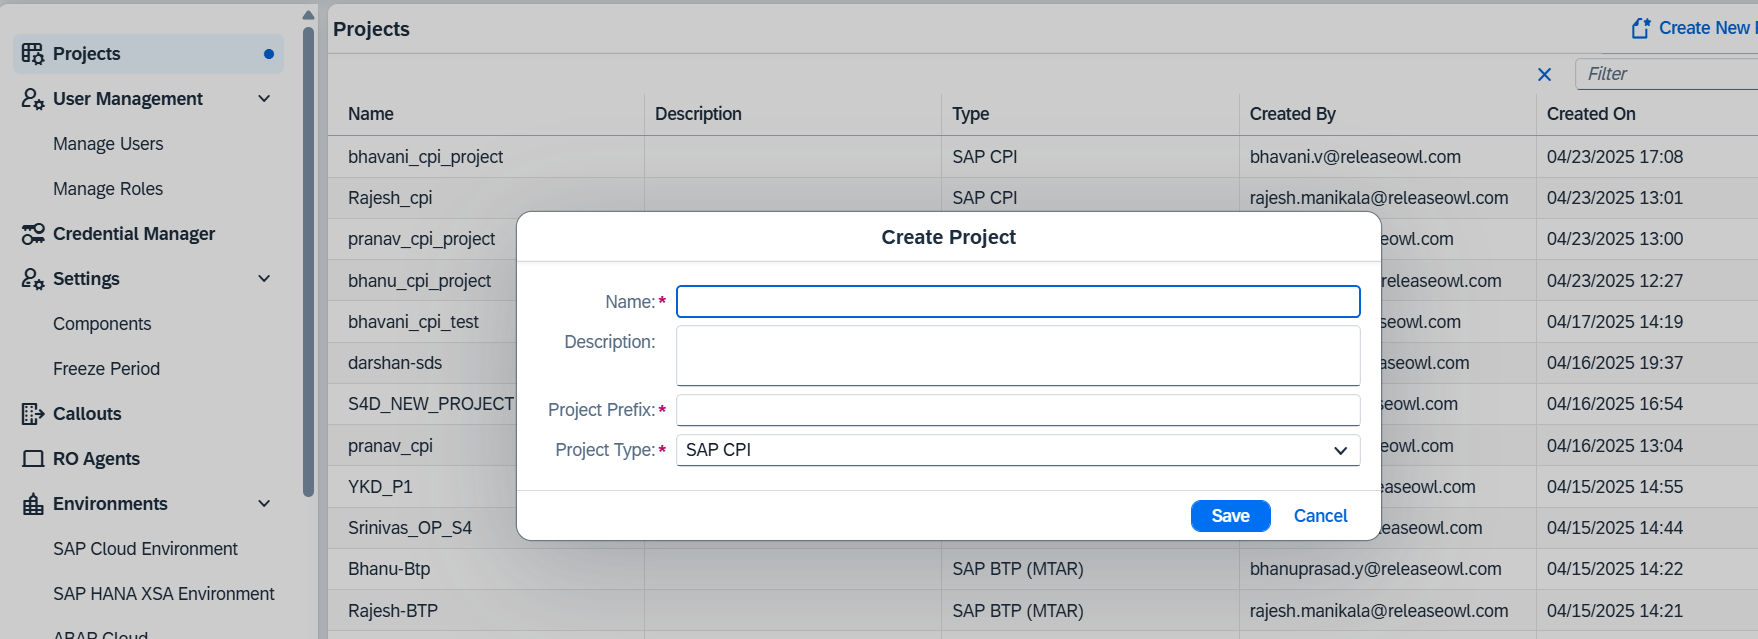 Projects
User Management
Manage Users
Manage Roles
Credential Manager
Settings
Components
Freeze Period
Callouts
RO Agents
Environments
SAP Cloud Environment
SAP HANA XSA Environment
ABAP Cloud
Projects
Create New
Filter
Name Description Type Created By Created On
bhavani_cpi_project SAP CPI bhavani.v@releaseowl.com 04/23/2025 17:08
Rajesh_cpi SAP CPI rajesh.manikala@releaseowl.com 04/23/2025 13:01
pranav_cpi_project eowl.com 04/23/2025 13:00
bhanu_cpi_project releaseowl.com 04/23/2025 12:27
bhavani_cpi_test seowl.com 04/17/2025 14:19
darshan-sds aseowl.com 04/16/2025 19:37
S4D_NEW_PROJECT seowl.com 04/16/2025 16:54
pranav_cpi eowl.com 04/16/2025 13:04
YKD_P1 easeowl.com 04/15/2025 14:55
Srinivas_OP_S4 .easeowl.com 04/15/2025 14:44
Bhanu-Btp SAP BTP (MTAR) bhanuprasad.y@releaseowl.com 04/15/2025 14:22
Rajesh-BTP SAP BTP (MTAR) rajesh.manikala@releaseowl.com 04/15/2025 14:21
Create Project
Name:*
Description:
Project Prefix:*
Project Type:* SAP CPI
Save Cancel